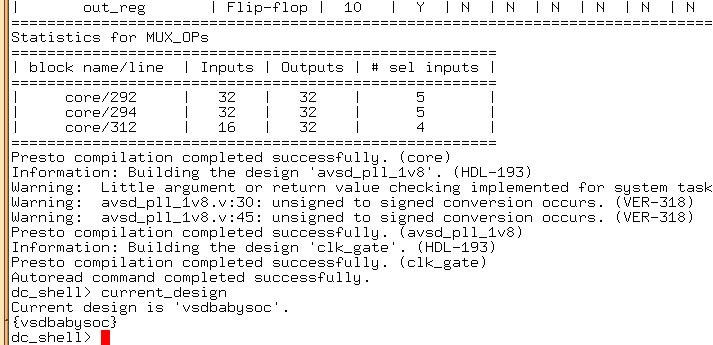 |       out_reg       | Flip-flop |  10   |  Y  | N  | N  | N  | N  | N  | N
===============================================================================
Statistics for MUX_OPs
======================================================
| block name/line  | Inputs | Outputs | # sel inputs |
======================================================
|     core/292     |   32   |   32    |      5       |
|     core/294     |   32   |   32    |      5       |
|     core/312     |   16   |   32    |      4       |
======================================================
Presto compilation completed successfully. (core)
Information: Building the design 'avsd_pll_1v8'. (HDL-193)
Warning:  Little argument or return value checking implemented for system task
Warning:  avsd_pll_1v8.v:30: unsigned to signed conversion occurs. (VER-318)
Warning:  avsd_pll_1v8.v:45: unsigned to signed conversion occurs. (VER-318)
Presto compilation completed successfully. (avsd_pll_1v8)
Information: Building the design 'clk_gate'. (HDL-193)
Presto compilation completed successfully. (clk_gate)
Autoread command completed successfully.
dc_shell> current_design
Current design is 'vsdbabysoc'.
{vsdbabysoc}
dc_shell>